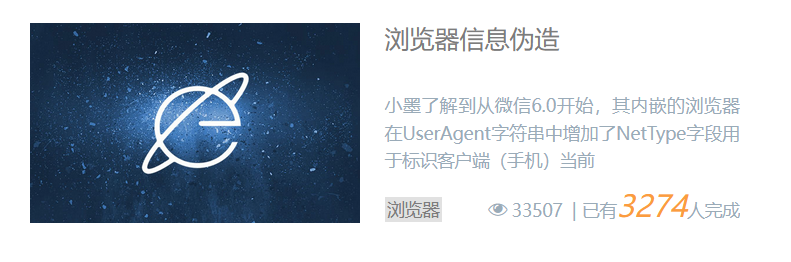 浏览器信息伪造
小墨了解到从微信6.0开始，其内嵌的浏览器
在UserAgent字符串中增加了NetType字段用
于标识客户端（手机）当前
浏览器 33507 | 已有3274人完成